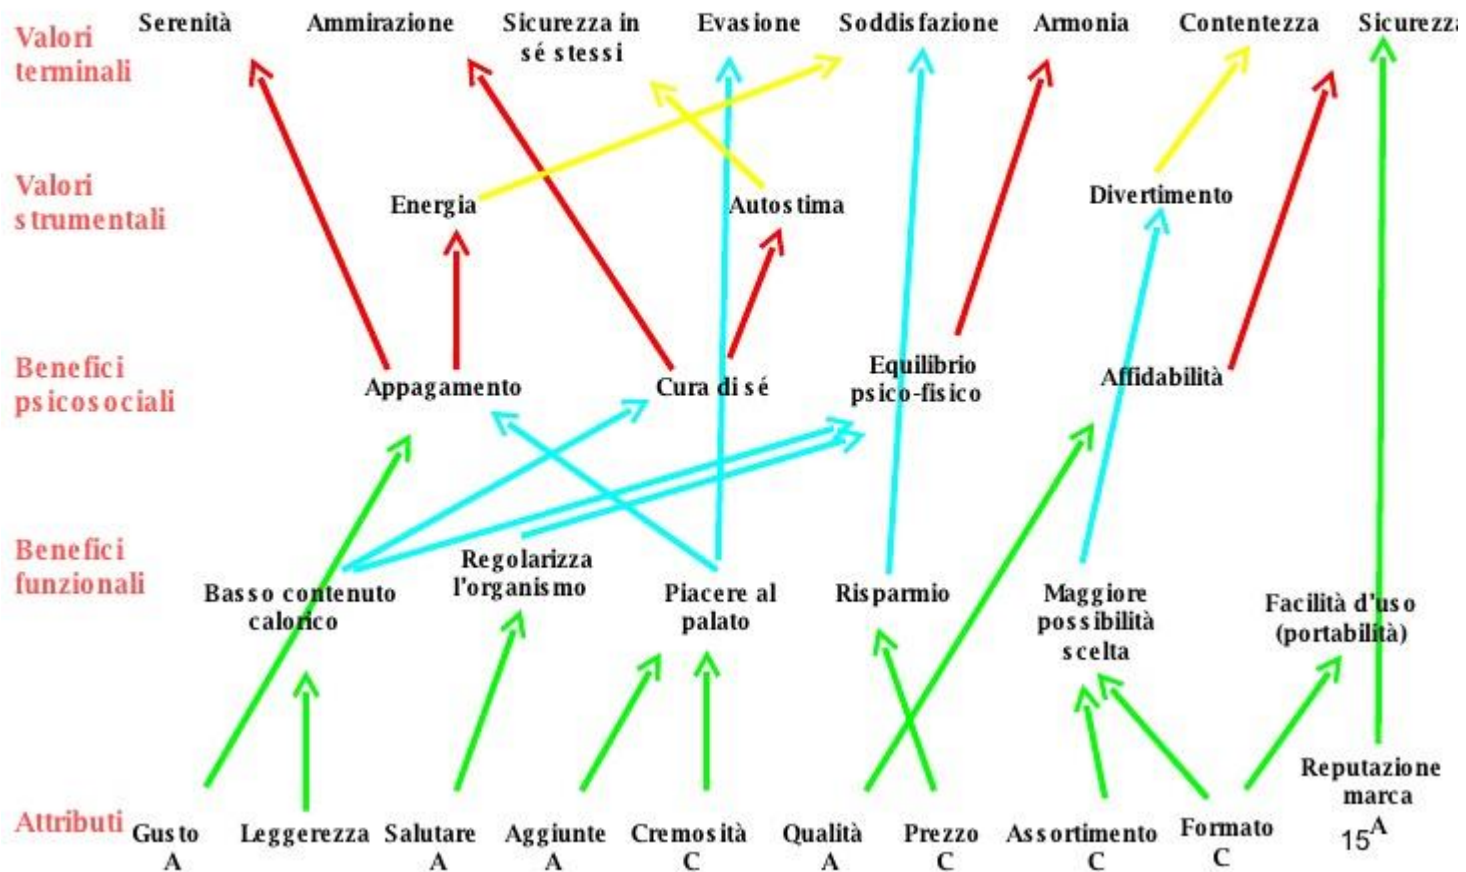 Valori
terminali
Serenità
Ammirazione
Sicurezza in
sé stessi
Evasione
Soddisfazione
Armonia
Contentezza
Sicurezza
Valori
strumentali
Energia
Autostima
Divertimento
Benefici
psicosociali
Appagamento
Cura di sé
Equilibrio
psico-fisico
Affidabilità
Benefici
funzionali
Basso contenuto
calorico
Regolarizza
l'organismo
Piacere al
palato
Risparmio
Maggiore
possibilità
scelta
Facilità d'uso
(portabilità)
Attributi
Gusto
A
Leggerezza
Salutare
A
Aggiunte
A
Cremosità
C
Qualità
A
Prezzo
C
Assortimento
C
Formato
C
Reputazione
marca
A
15